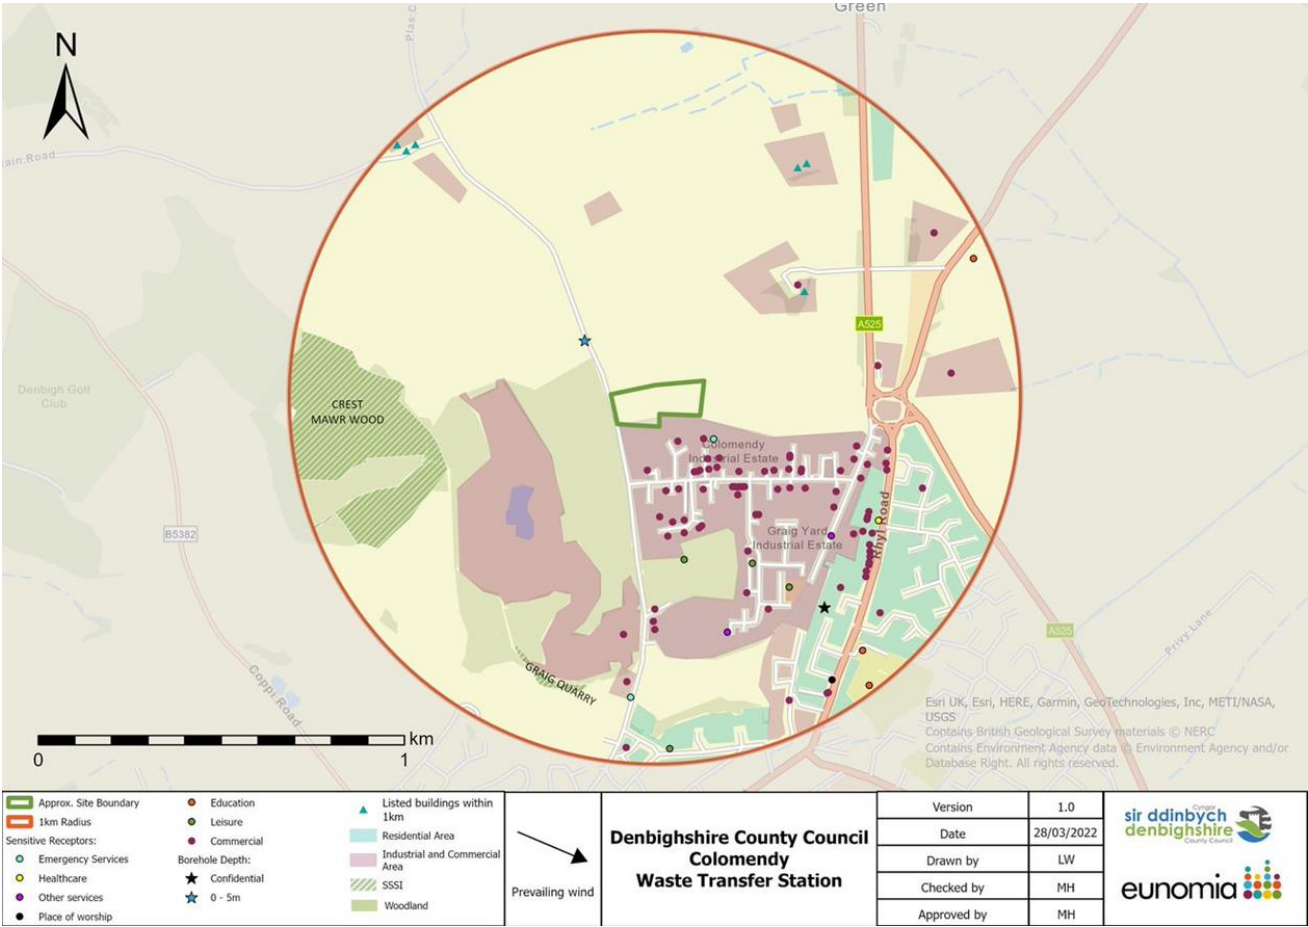 Green
N
Plas C
tain Road
A525
Denbigh Golf
Club
CREST
MAWR WOOD
Colomendy
Industrial Estate
B5382
Graig Yard
Industrial Estate
Rhyl Road
A525
Privy Lane
GRAIG QUARRY
Coppi Road
Esri UK, Esri, HERE, Garmin, GeoTechnologies, Inc, METI/NASA,
USGS
Contains British Geological Survey materials © NERC
Contains Environment Agency data © Environment Agency and/or
Database Right. All rights reserved.
km
0
1
Approx. Site Boundary
1km Radius
Sensitive Receptors:
Emergency Services
Healthcare
Other services
Place of worship
Education
Leisure
Commercial
Borehole Depth:
Confidential
0 - 5m
Listed buildings within
1km
Residential Area
Industrial and Commercial
Area
SSSI
Woodland
Prevailing wind
Denbighshire County Council
Colomendy
Waste Transfer Station
Version 1.0
Date 28/03/2022
Drawn by LW
Checked by MH
Approved by MH
Cyngor
sir ddinbych
denbighshire
County Council
eunomia